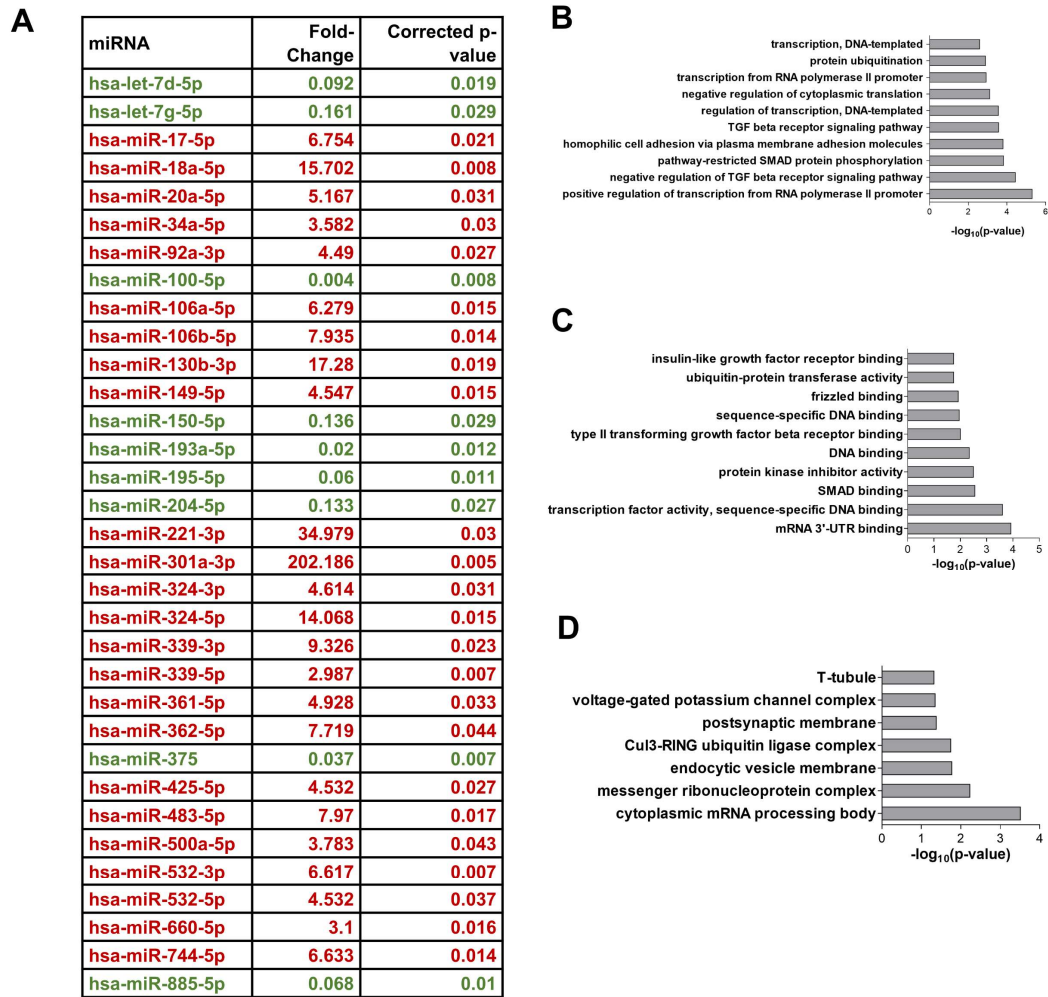 A
miRNA Fold-Change Corrected p-value
hsa-let-7d-5p 0.092 0.019
hsa-let-7g-5p 0.161 0.029
hsa-miR-17-5p 6.754 0.021
hsa-miR-18a-5p 15.702 0.008
hsa-miR-20a-5p 5.167 0.031
hsa-miR-34a-5p 3.582 0.03
hsa-miR-92a-3p 4.49 0.027
hsa-miR-100-5p 0.004 0.008
hsa-miR-106a-5p 6.279 0.015
hsa-miR-106b-5p 7.935 0.014
hsa-miR-130b-3p 17.28 0.019
hsa-miR-149-5p 4.547 0.015
hsa-miR-150-5p 0.136 0.029
hsa-miR-193a-5p 0.02 0.012
hsa-miR-195-5p 0.06 0.011
hsa-miR-204-5p 0.133 0.027
hsa-miR-221-3p 34.979 0.03
hsa-miR-301a-3p 202.186 0.005
hsa-miR-324-3p 4.614 0.031
hsa-miR-324-5p 14.068 0.015
hsa-miR-339-3p 9.326 0.023
hsa-miR-339-5p 2.987 0.007
hsa-miR-361-5p 4.928 0.033
hsa-miR-362-5p 7.719 0.044
hsa-miR-375 0.037 0.007
hsa-miR-425-5p 4.532 0.027
hsa-miR-483-5p 7.97 0.017
hsa-miR-500a-5p 3.783 0.043
hsa-miR-532-3p 6.617 0.007
hsa-miR-532-5p 4.532 0.037
hsa-miR-660-5p 3.1 0.016
hsa-miR-744-5p 6.633 0.014
hsa-miR-885-5p 0.068 0.01
B
transcription, DNA-templated
protein ubiquitination
transcription from RNA polymerase II promoter
negative regulation of cytoplasmic translation
regulation of transcription, DNA-templated
TGF beta receptor signaling pathway
homophilic cell adhesion via plasma membrane adhesion molecules
pathway-restricted SMAD protein phosphorylation
negative regulation of TGF beta receptor signaling pathway
positive regulation of transcription from RNA polymerase II promoter
0 2 4 6
-log₁₀(p-value)
C
insulin-like growth factor receptor binding
ubiquitin-protein transferase activity
frizzled binding
sequence-specific DNA binding
type II transforming growth factor beta receptor binding
DNA binding
protein kinase inhibitor activity
SMAD binding
transcription factor activity, sequence-specific DNA binding
mRNA 3'-UTR binding
0 1 2 3 4 5
-log₁₀(p-value)
D
T-tubule
voltage-gated potassium channel complex
postsynaptic membrane
Cul3-RING ubiquitin ligase complex
endocytic vesicle membrane
messenger ribonucleoprotein complex
cytoplasmic mRNA processing body
0 1 2 3 4
-log₁₀(p-value)